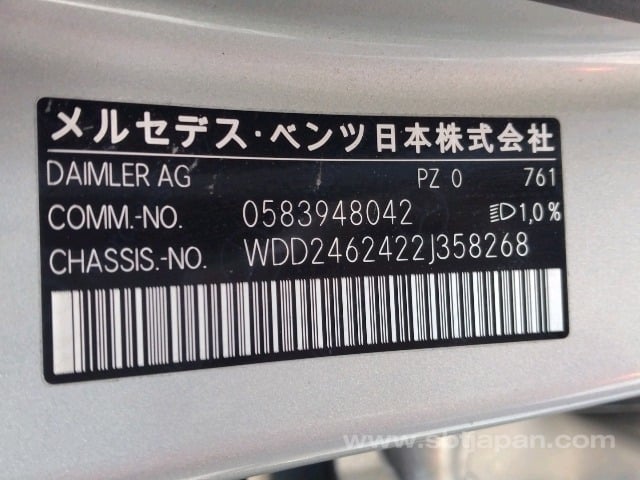 メルセデス・ベンツ日本株式会社
DAIMLER AG PZ 0 761
COMM.-NO. 0583948042 1,0%
CHASSIS.-NO. WDD2462422J358268
www.sbtjapan.com